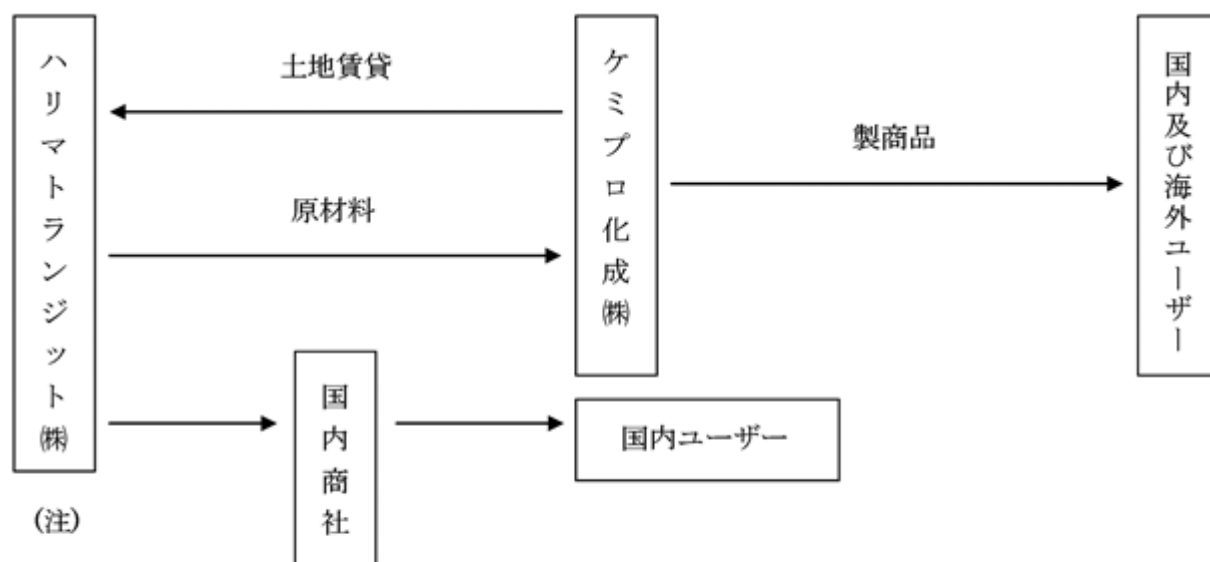 ハリマトランジット㈱
土地賃貸
原材料
ケミプロ化成㈱
製商品
国内及び海外ユーザー
国内商社
国内ユーザー
(注)